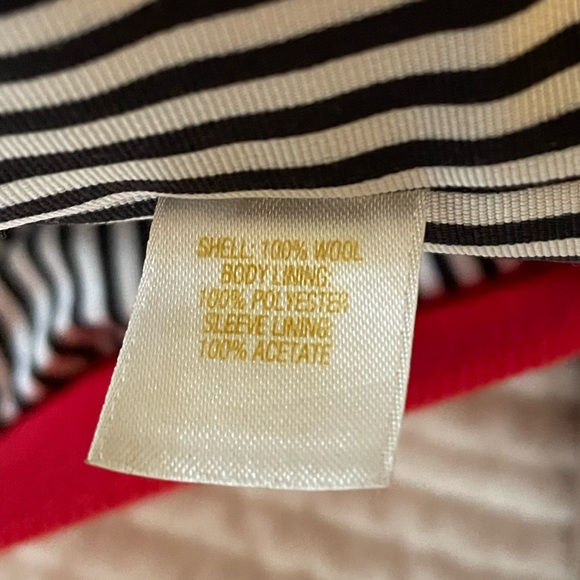 SHELL: 100% WOOL
BODY LINING
100% POLYESTER
SLEEVE LINING
100% ACETATE